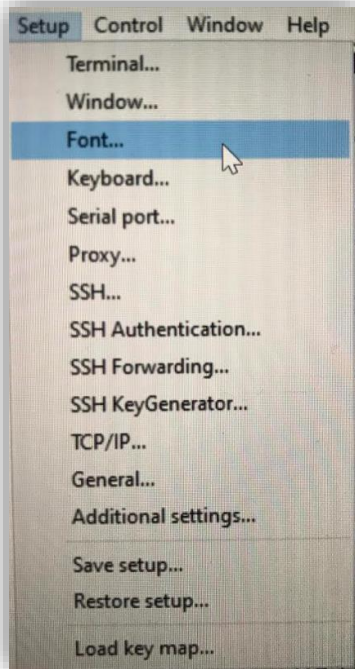 Setup Control Window Help
Terminal...
Window...
Font...
Keyboard...
Serial port...
Proxy...
SSH...
SSH Authentication...
SSH Forwarding...
SSH KeyGenerator...
TCP/IP...
General...
Additional settings...
Save setup...
Restore setup...
Load key map...